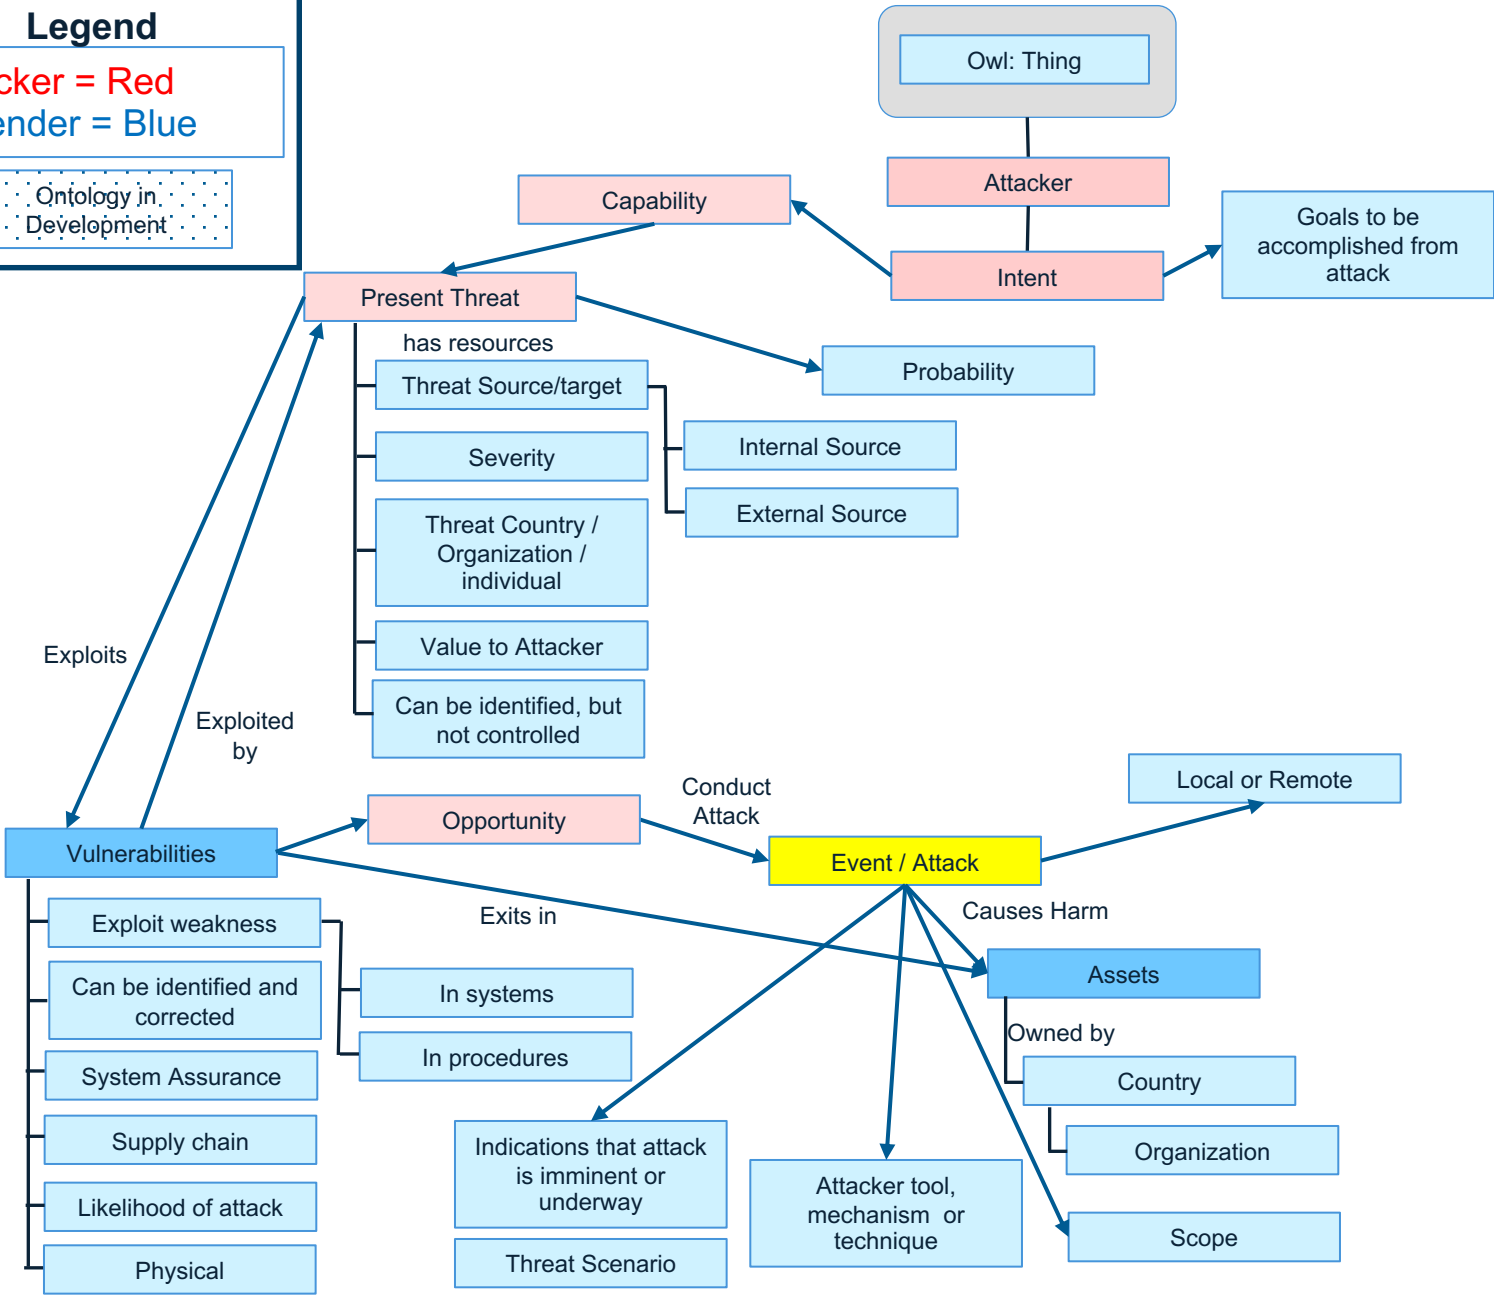 Legend
cker = Red
ender = Blue
Ontology in
Development
Owl: Thing
Attacker
Capability
Intent
Goals to be
accomplished from
attack
Present Threat
has resources
Threat Source/target
Probability
Internal Source
Severity
External Source
Threat Country /
Organization /
individual
Value to Attacker
Can be identified, but
not controlled
Exploits
Exploited
by
Conduct
Attack
Local or Remote
Opportunity
Vulnerabilities
Event / Attack
Exits in
Causes Harm
Exploit weakness
Assets
Can be identified and
corrected
In systems
In procedures
Owned by
System Assurance
Country
Supply chain
Organization
Indications that attack
is imminent or
underway
Attacker tool,
mechanism or
technique
Likelihood of attack
Scope
Physical
Threat Scenario